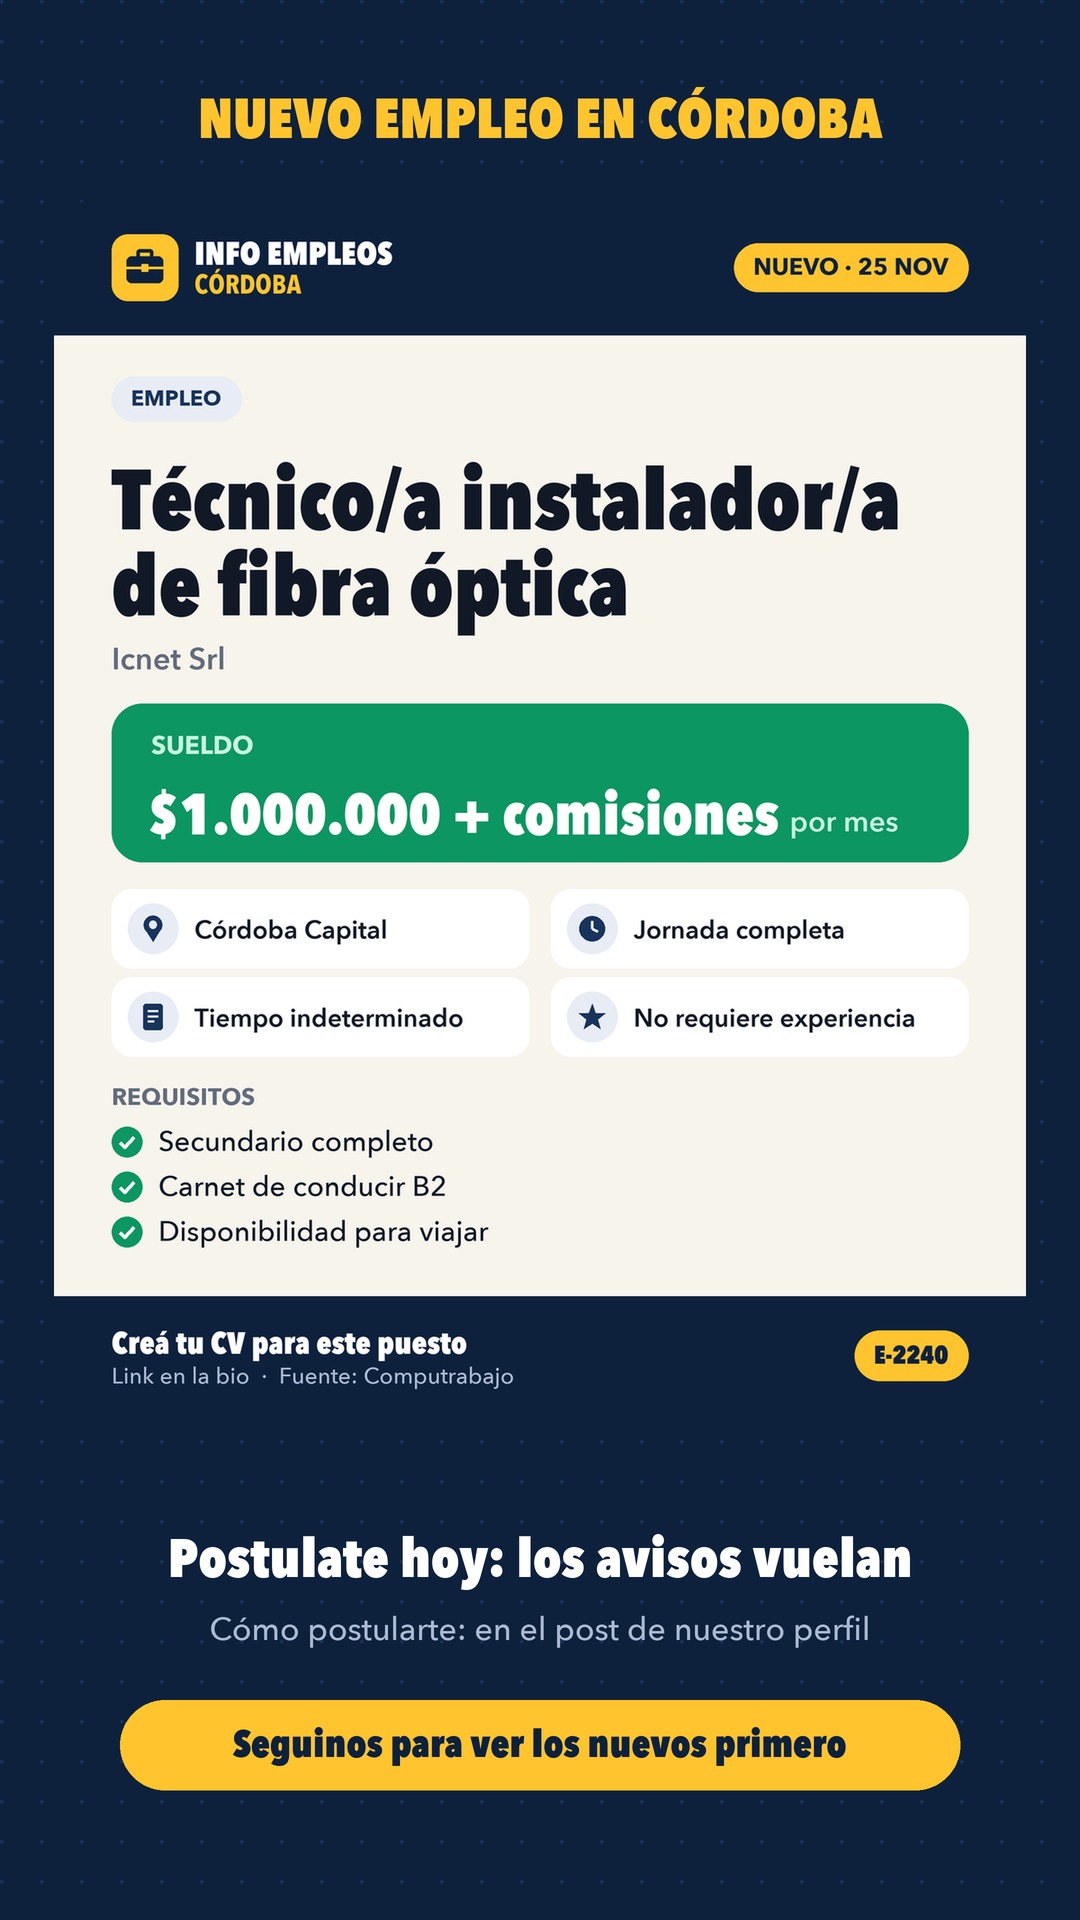 NUEVO EMPLEO EN CÓRDOBA
INFO EMPLEOS
CÓRDOBA
NUEVO · 25 NOV
EMPLEO
Técnico/a instalador/a
de fibra óptica
Icnet Srl
SUELDO
$1.000.000 + comisiones por mes
Córdoba Capital
Jornada completa
Tiempo indeterminado
No requiere experiencia
REQUISITOS
Secundario completo
Carnet de conducir B2
Disponibilidad para viajar
Creá tu CV para este puesto
Link en la bio · Fuente: Computrabajo
E-2240
Postulate hoy: los avisos vuelan
Cómo postularte: en el post de nuestro perfil
Seguinos para ver los nuevos primero